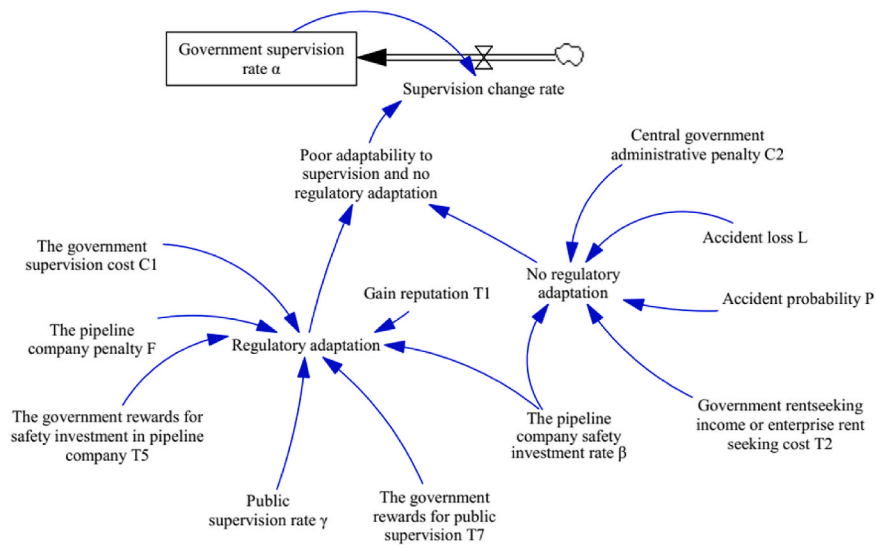 Government supervision
rate α
Supervision change rate
Poor adaptability to
supervision and no
regulatory adaptation
Central government
administrative penalty C2
Accident loss L
The government
supervision cost C1
No regulatory
adaptation
Gain reputation T1
Accident probability P
The pipeline
company penalty F
Regulatory adaptation
The government rewards for
safety investment in pipeline
company T5
The pipeline
company safety
investment rate β
Government rentseeking
income or enterprise rent
seeking cost T2
Public
supervision rate γ
The government
rewards for public
supervision T7